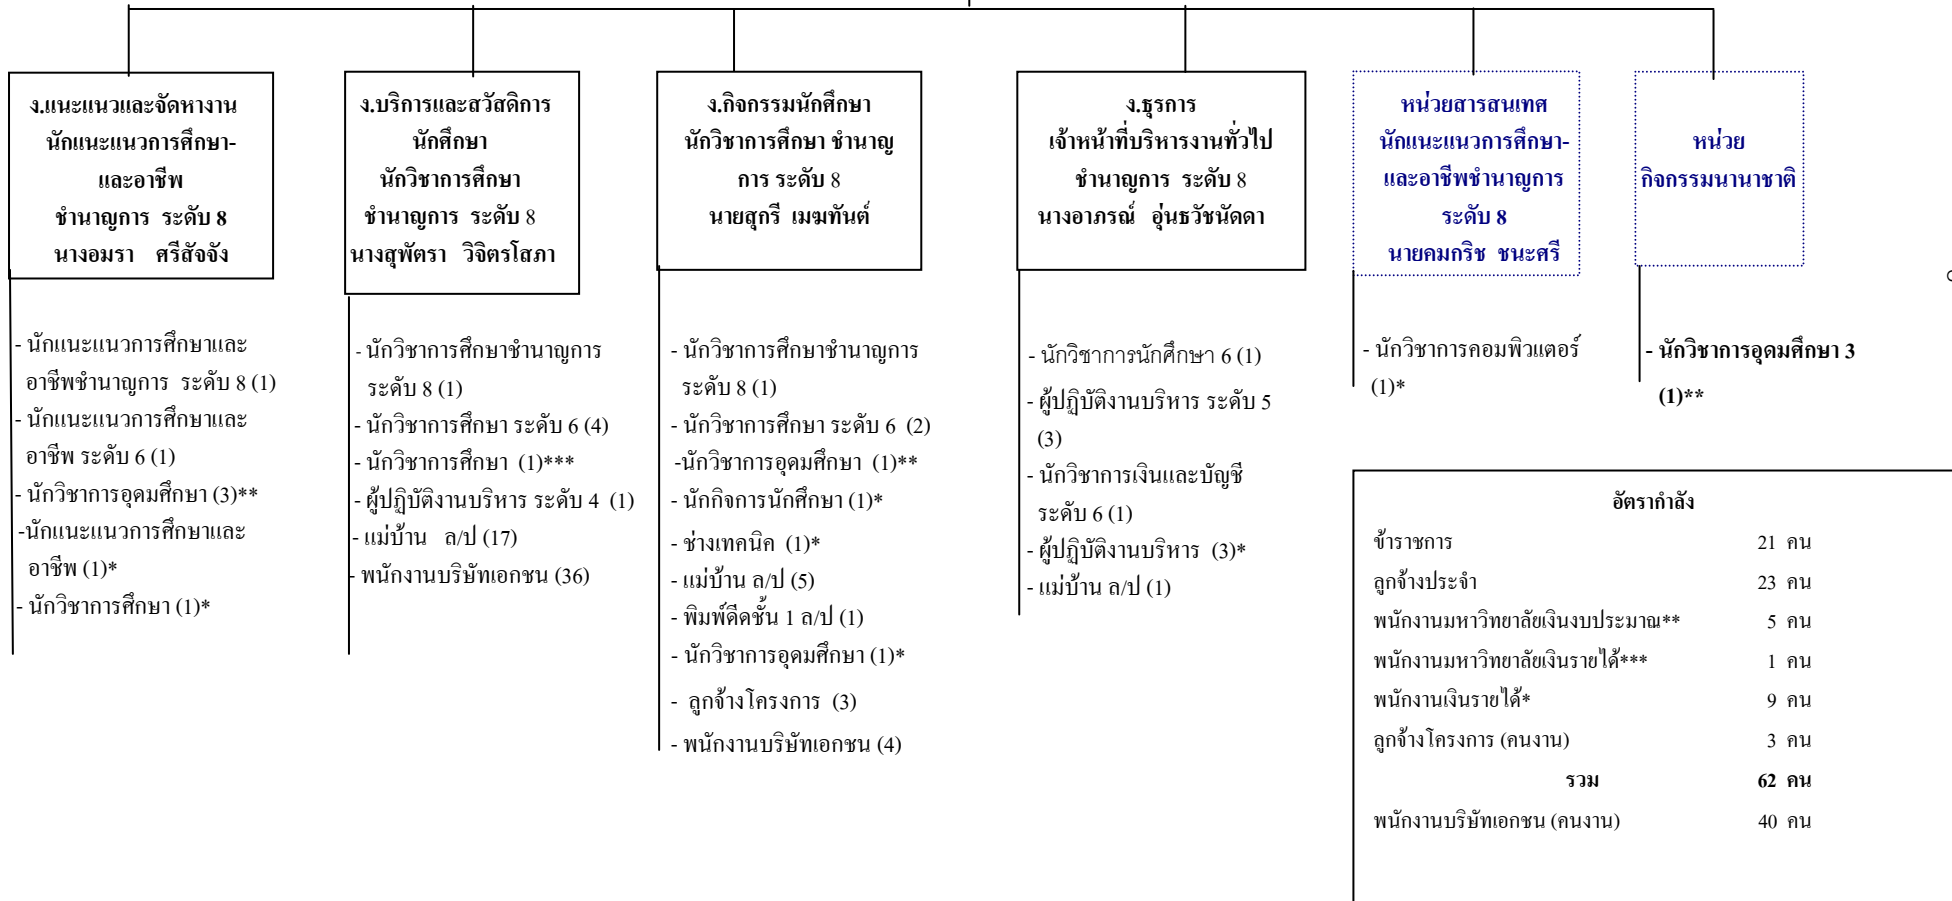 ง.แนะแนวและจัดหางาน
นักแนะแนวการศึกษา-
และอาชีพ
ชำนาญการ ระดับ 8
นางอมรา ศรีสัจจัง
- นักแนะแนวการศึกษาและ
อาชีพชำนาญการ ระดับ 8 (1)
- นักแนะแนวการศึกษาและ
อาชีพ ระดับ 6 (1)
- นักวิชาการอุดมศึกษา (3)**
-นักแนะแนวการศึกษาและ
อาชีพ (1)*
- นักวิชาการศึกษา (1)*
ง.บริการและสวัสดิการ
นักศึกษา
นักวิชาการศึกษา
ชำนาญการ ระดับ 8
นางสุพัตรา วิจิตรโสภา
- นักวิชาการศึกษาชำนาญการ
ระดับ 8 (1)
- นักวิชาการศึกษา ระดับ 6 (4)
- นักวิชาการศึกษา (1)***
- ผู้ปฏิบัติงานบริหาร ระดับ 4 (1)
- แม่บ้าน ล/ป (17)
- พนักงานบริษัทเอกชน (36)
ง.กิจกรรมนักศึกษา
นักวิชาการศึกษา ชำนาญ
การ ระดับ 8
นายสุกรี เมฆทันต์
- นักวิชาการศึกษาชำนาญการ
ระดับ 8 (1)
- นักวิชาการศึกษา ระดับ 6 (2)
-นักวิชาการอุดมศึกษา (1)**
- นักกิจการนักศึกษา (1)*
- ช่างเทคนิค (1)*
- แม่บ้าน ล/ป (5)
- พิมพ์ดีดชั้น 1 ล/ป (1)
- นักวิชาการอุดมศึกษา (1)*
- ลูกจ้างโครงการ (3)
- พนักงานบริษัทเอกชน (4)
ง.ธุรการ
เจ้าหน้าที่บริหารงานทั่วไป
ชำนาญการ ระดับ 8
นางอาภรณ์ อุ่นธวัชนัดดา
- นักวิชาการนักศึกษา 6 (1)
- ผู้ปฏิบัติงานบริหาร ระดับ 5
(3)
- นักวิชาการเงินและบัญชี
ระดับ 6 (1)
- ผู้ปฏิบัติงานบริหาร (3)*
- แม่บ้าน ล/ป (1)
หน่วยสารสนเทศ
นักแนะแนวการศึกษา-
และอาชีพชำนาญการ
ระดับ 8
นายคมกริช ชนะศรี
- นักวิชาการคอมพิวเตอร์
(1)*
หน่วย
กิจกรรมนานาชาติ
- นักวิชาการอุดมศึกษา 3
(1)**
อัตรากำลัง
ข้าราชการ 21 คน
ลูกจ้างประจำ 23 คน
พนักงานมหาวิทยาลัยเงินงบประมาณ** 5 คน
พนักงานมหาวิทยาลัยเงินรายได้*** 1 คน
พนักงานเงินรายได้* 9 คน
ลูกจ้างโครงการ (คนงาน) 3 คน
รวม 62 คน
พนักงานบริษัทเอกชน (คนงาน) 40 คน